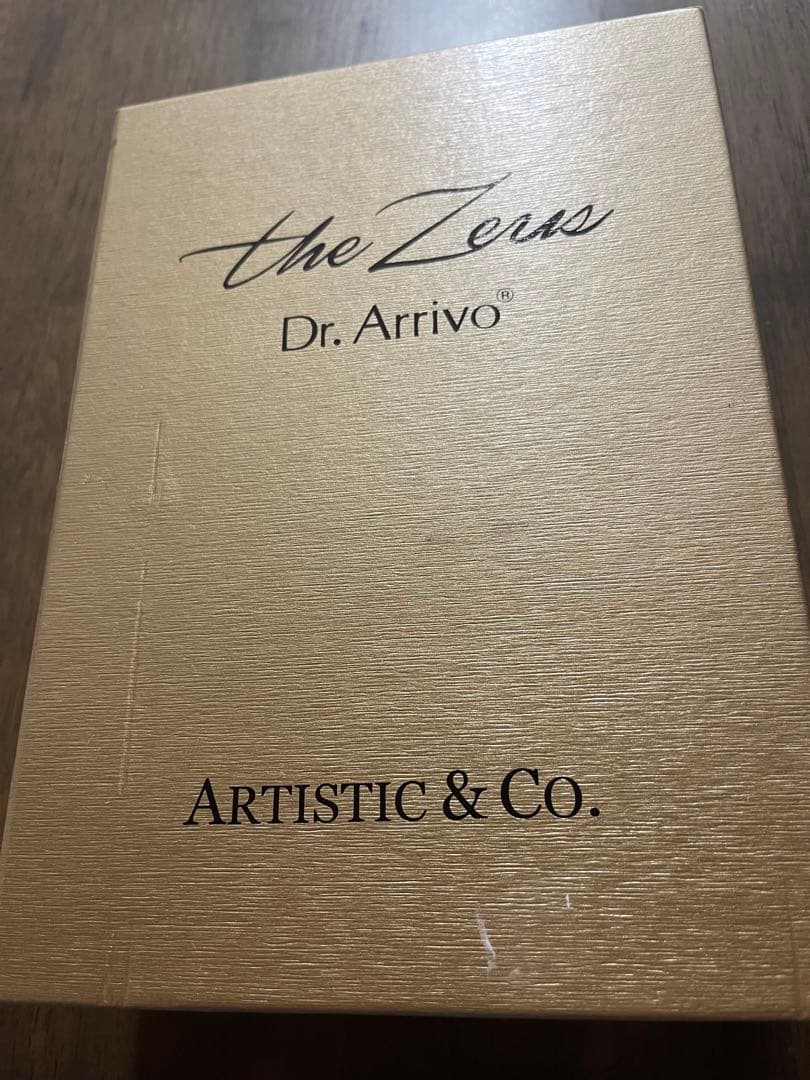 the Zeus
Dr. Arrivo®
ARTISTIC & CO.